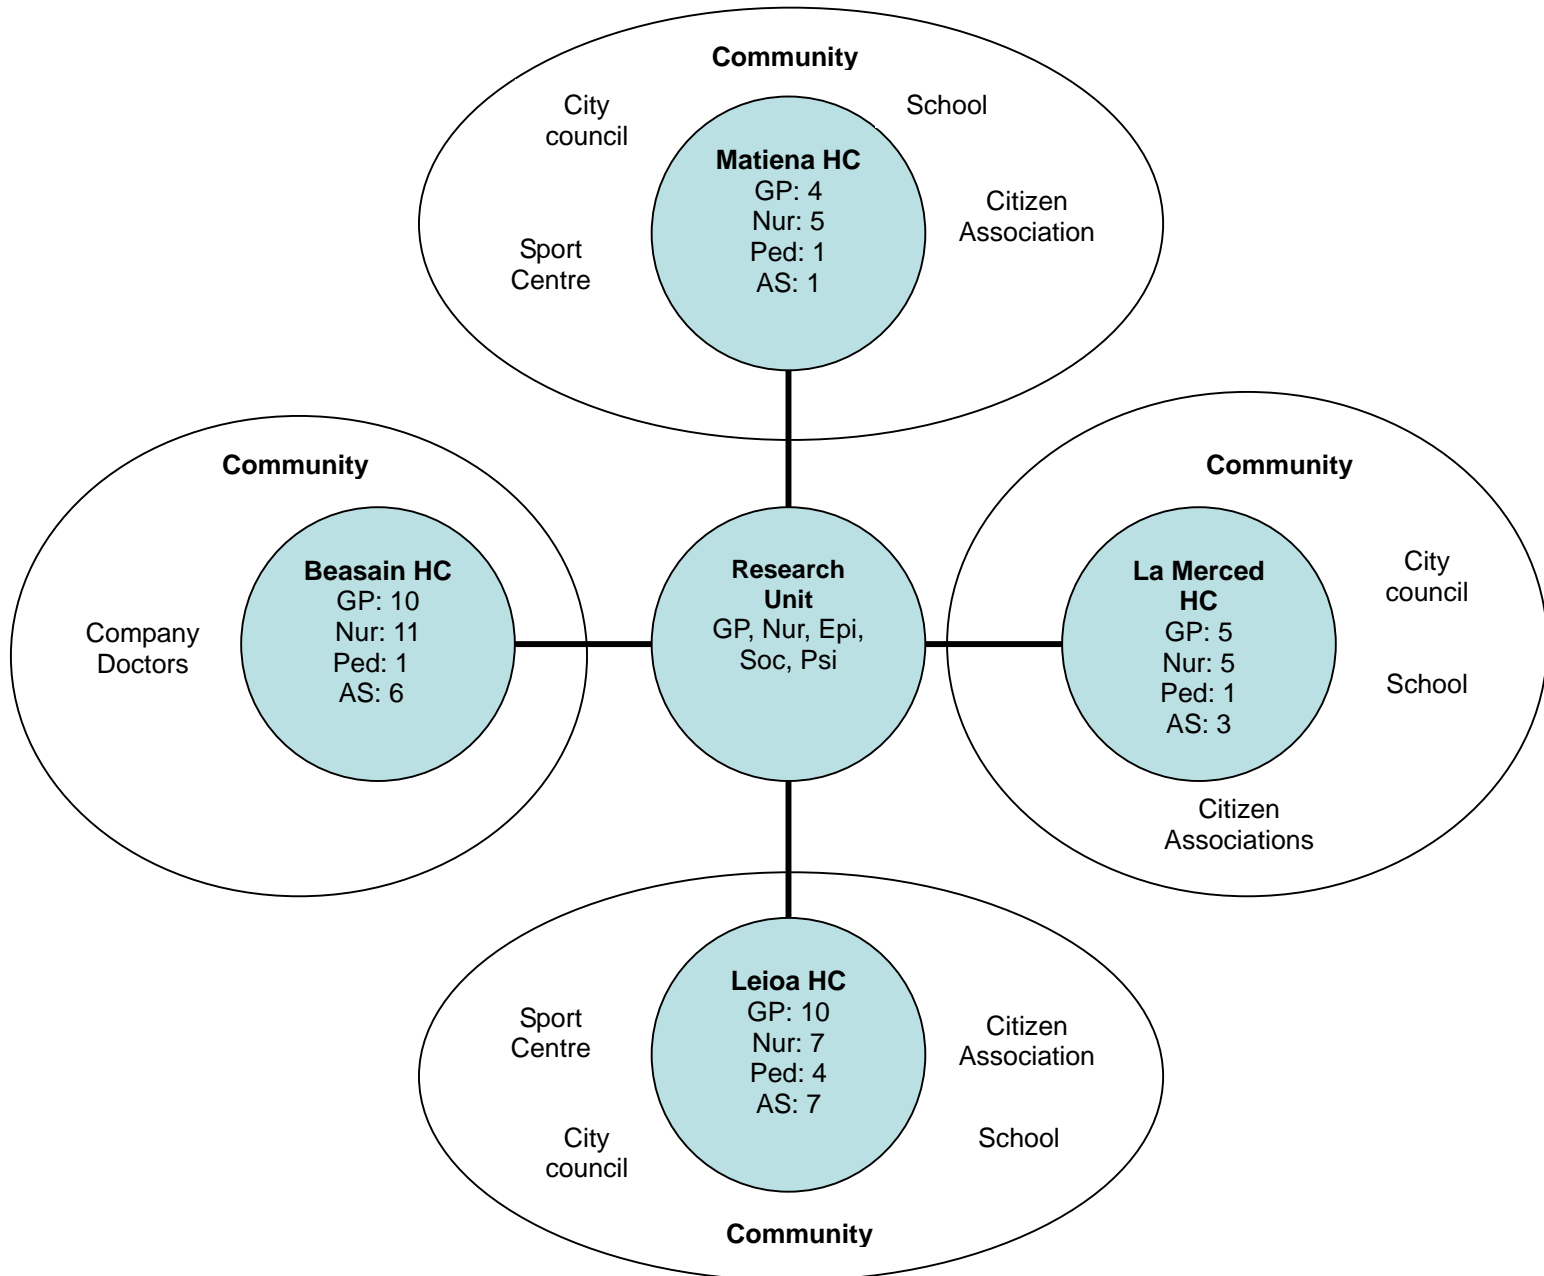 Community
City
council
School
Matiena HC
GP: 4
Nur: 5
Ped: 1
AS: 1
Citizen
Association
Sport
Centre
Community
Beasain HC
GP: 10
Nur: 11
Ped: 1
AS: 6
Company
Doctors
Research
Unit
GP, Nur, Epi,
Soc, Psi
Community
La Merced
HC
GP: 5
Nur: 5
Ped: 1
AS: 3
City
council
School
Citizen
Associations
Leioa HC
GP: 10
Nur: 7
Ped: 4
AS: 7
Sport
Centre
Citizen
Association
City
council
School
Community